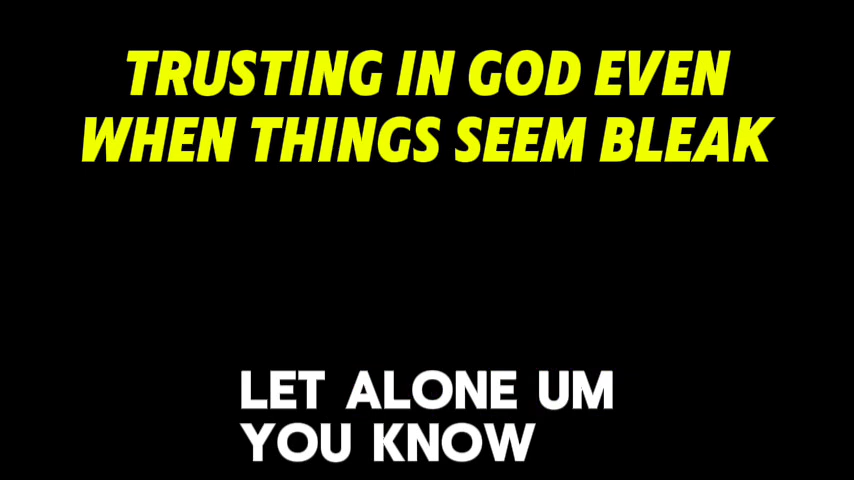 TRUSTING IN GOD EVEN
WHEN THINGS SEEM BLEAK
LET ALONE UM
YOU KNOW